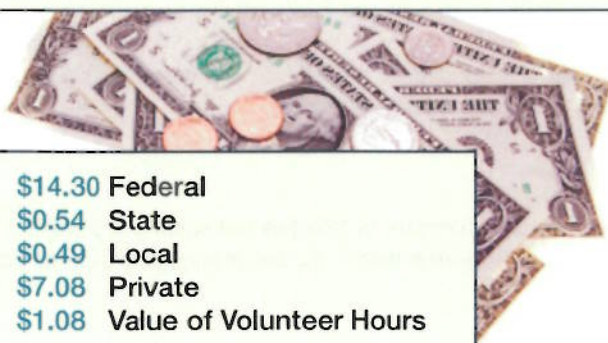 $14.30 Federal
$0.54 State
$0.49 Local
$7.08 Private
$1.08 Value of Volunteer Hours